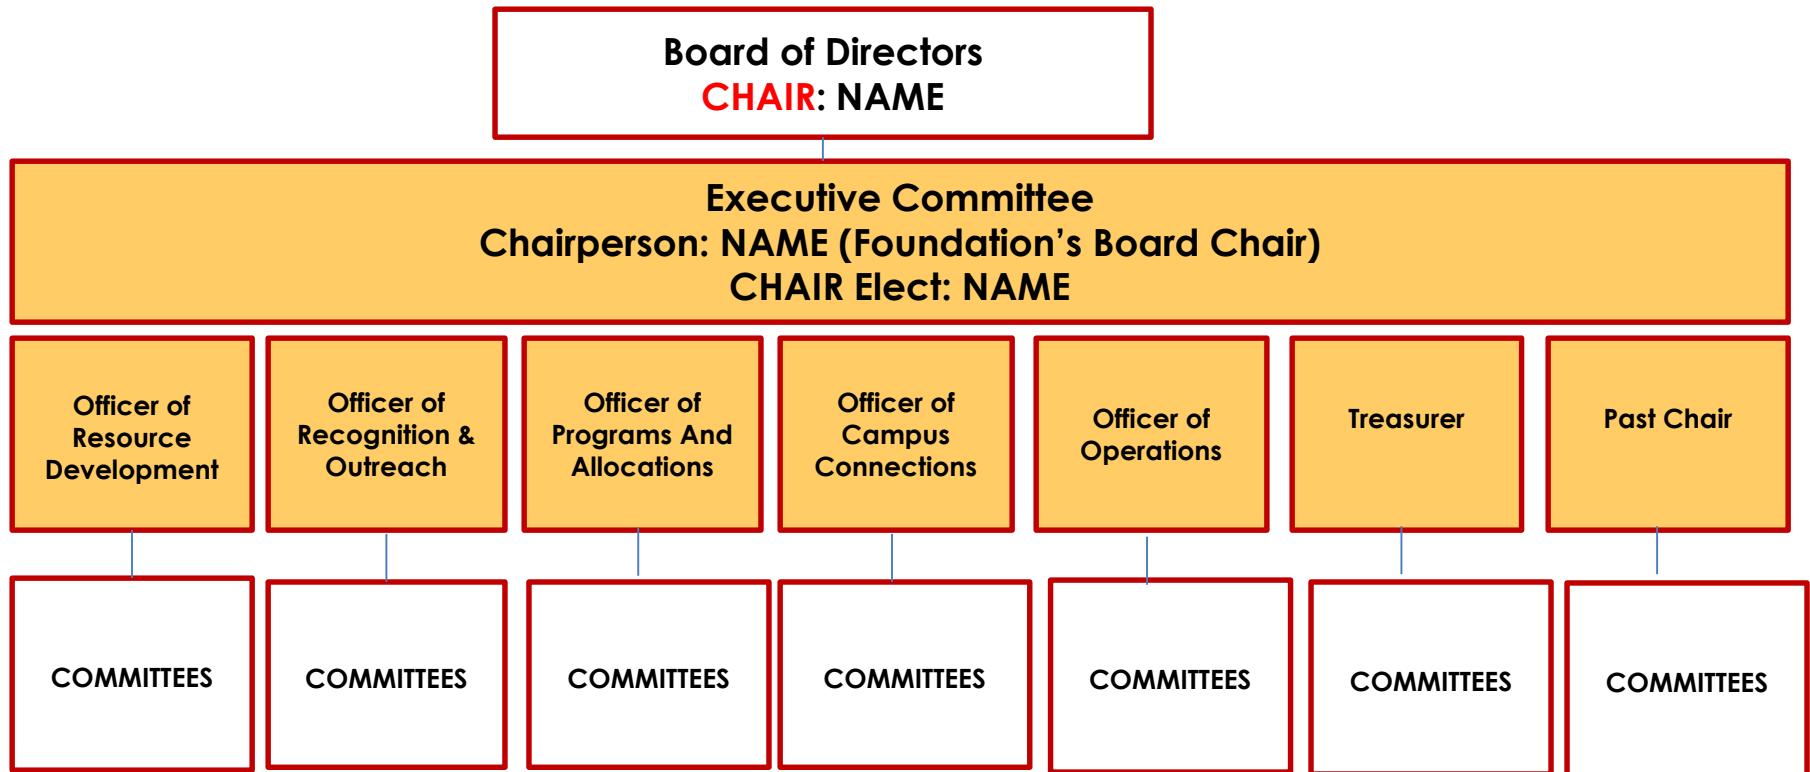 Board of Directors
CHAIR: NAME
Executive Committee
Chairperson: NAME (Foundation’s Board Chair)
CHAIR Elect: NAME
Officer of
Resource
Development
Officer of
Recognition &
Outreach
Officer of
Programs And
Allocations
Officer of
Campus
Connections
Officer of
Operations
Treasurer
Past Chair
COMMITTEES
COMMITTEES
COMMITTEES
COMMITTEES
COMMITTEES
COMMITTEES
COMMITTEES